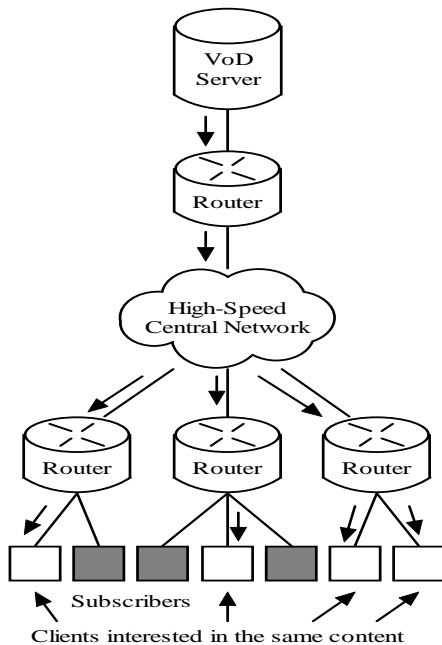 VoD
Server
Router
High-Speed
Central Network
Router
Router
Router
Subscribers
Clients interested in the same content